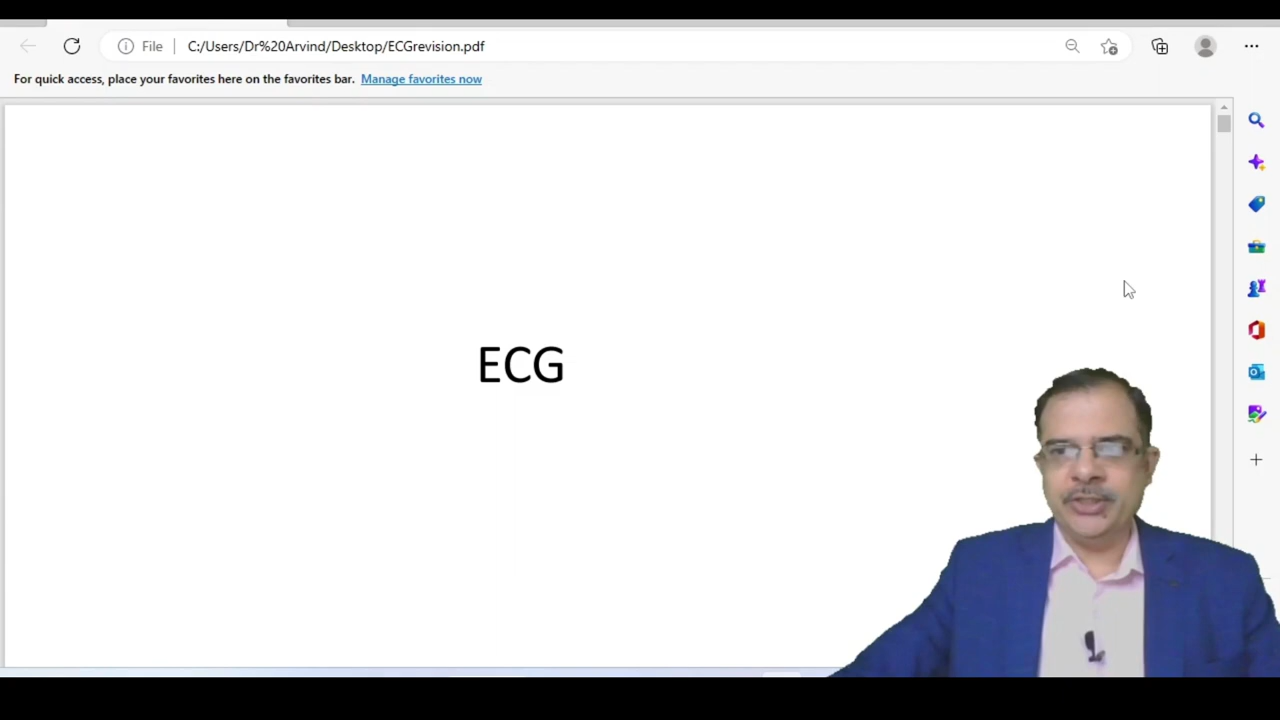 File C:/Users/Dr%20Arvind/Desktop/ECGrevision.pdf
For quick access, place your favorites here on the favorites bar. Manage favorites now
ECG